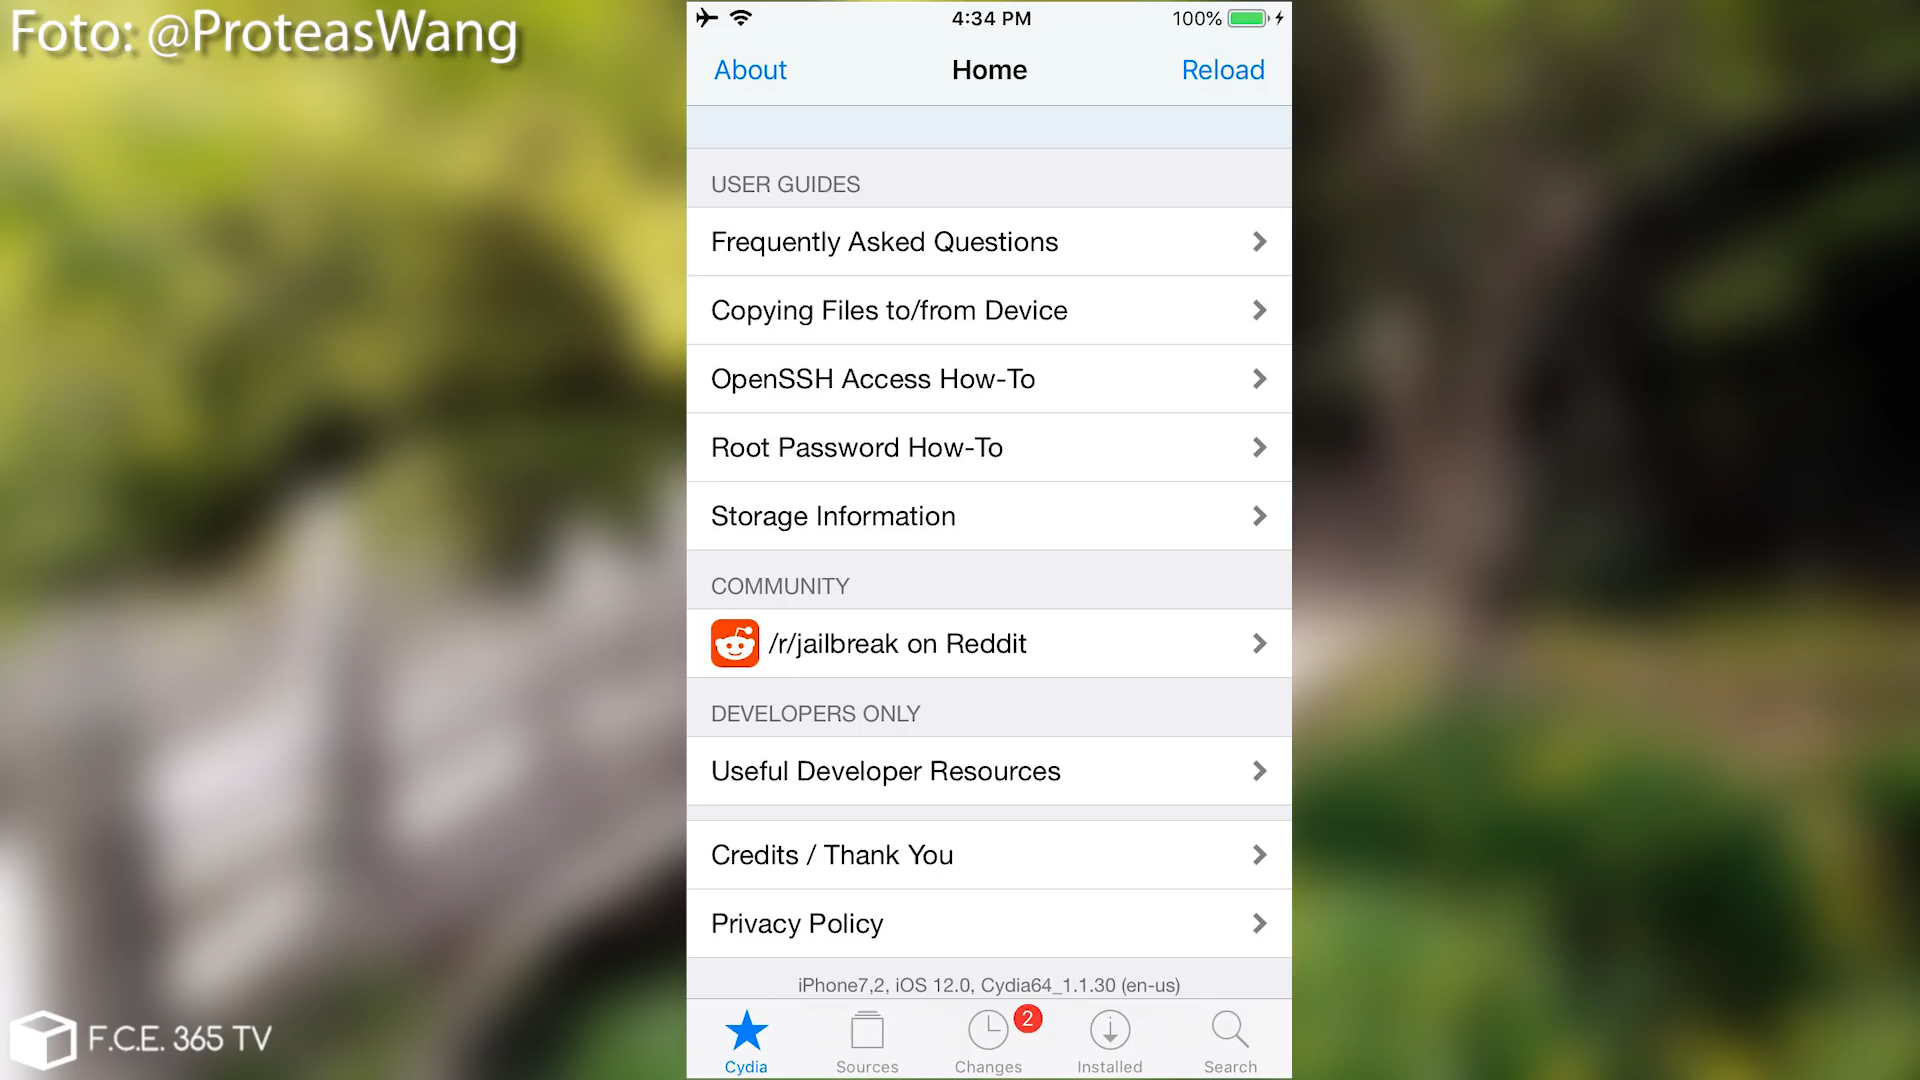 Foto: @ProteasWang
4:34 PM
100%
About
Home
Reload
USER GUIDES
Frequently Asked Questions
Copying Files to/from Device
OpenSSH Access How-To
Root Password How-To
Storage Information
COMMUNITY
/r/jailbreak on Reddit
DEVELOPERS ONLY
Useful Developer Resources
Credits / Thank You
Privacy Policy
iPhone7,2, iOS 12.0, Cydia64_1.1.30 (en-us)
2
Cydia
Sources
Changes
Installed
Search
F.C.E. 365 TV